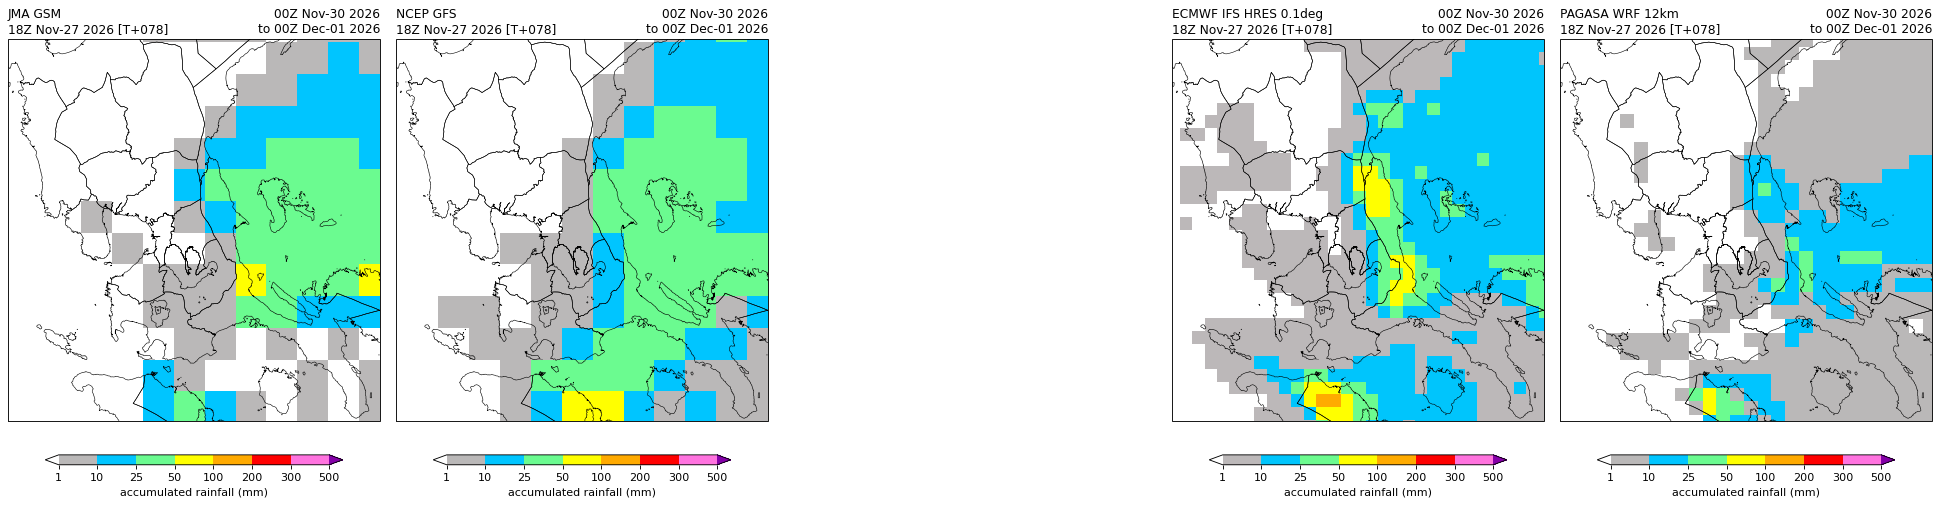 JMA GSM 00Z Nov-30 2026
18Z Nov-27 2026 [T+078] to 00Z Dec-01 2026
1 10 25 50 100 200 300 500
accumulated rainfall (mm)
NCEP GFS 00Z Nov-30 2026
18Z Nov-27 2026 [T+078] to 00Z Dec-01 2026
1 10 25 50 100 200 300 500
accumulated rainfall (mm)
ECMWF IFS HRES 0.1deg 00Z Nov-30 2026
18Z Nov-27 2026 [T+078] to 00Z Dec-01 2026
1 10 25 50 100 200 300 500
accumulated rainfall (mm)
PAGASA WRF 12km 00Z Nov-30 2026
18Z Nov-27 2026 [T+078] to 00Z Dec-01 2026
1 10 25 50 100 200 300 500
accumulated rainfall (mm)